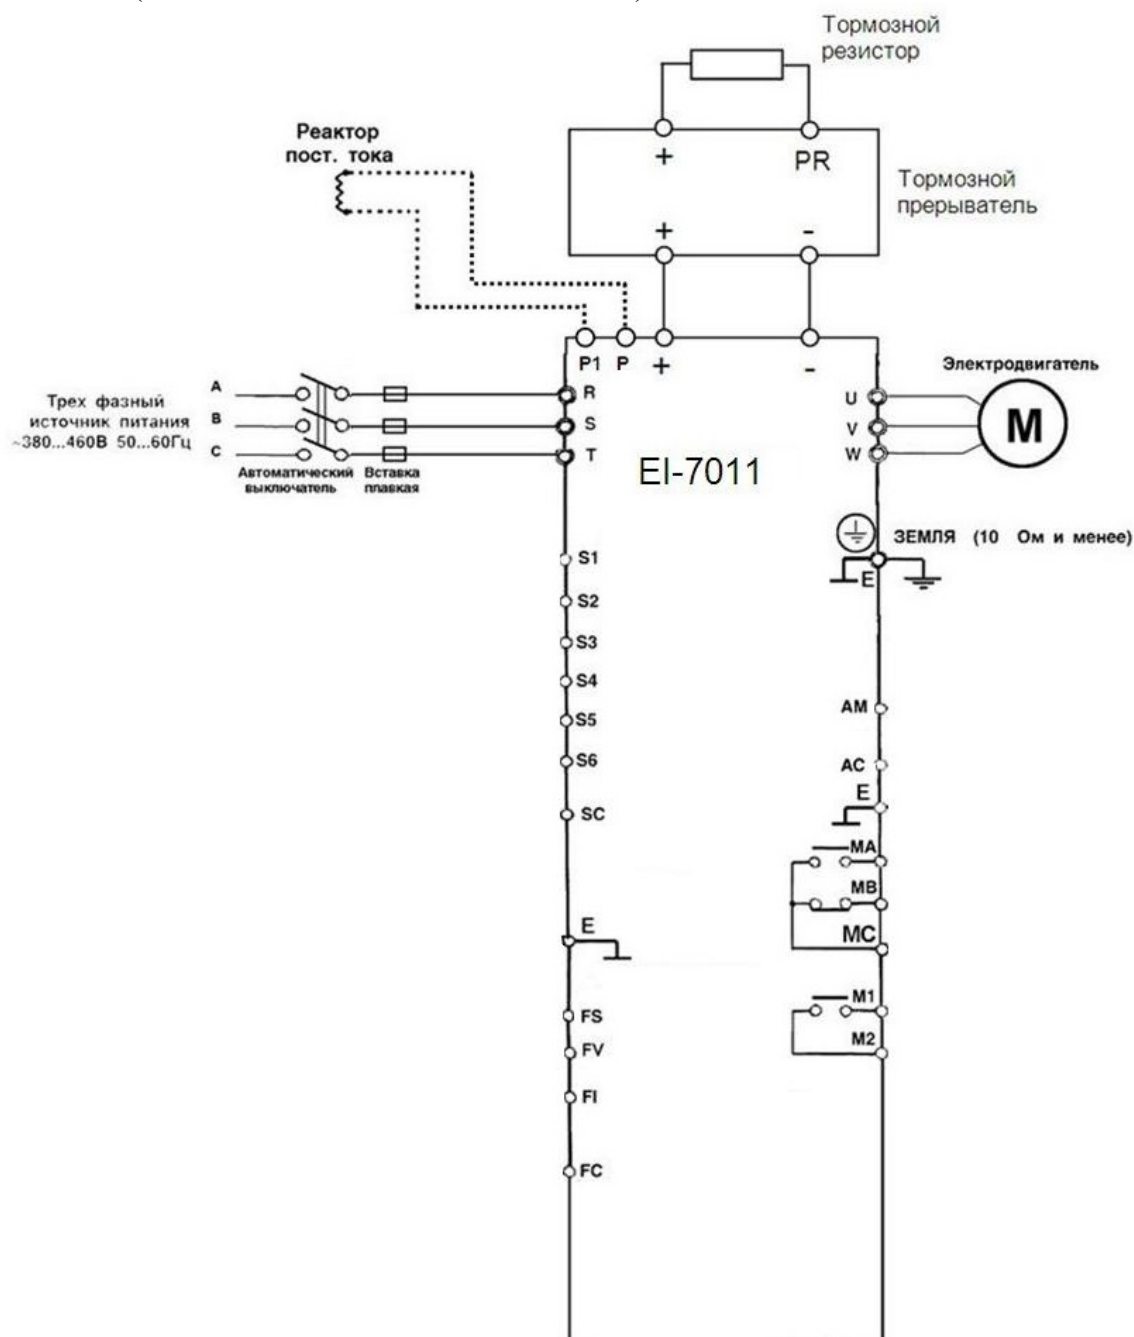 Тормозной
резистор
Реактор
пост. тока
+
PR
Тормозной
прерыватель
+
-
P1
P
+
-
Электродвигатель
Трех фазный
источник питания
~380...460В 50...60Гц
A
B
C
Автоматический
выключатель
Вставка
плавкая
R
S
T
EI-7011
U
V
W
M
ЗЕМЛЯ (10 Ом и менее)
E
S1
S2
S3
S4
S5
S6
SC
E
FS
FV
FI
FC
AM
AC
E
MA
MB
MC
M1
M2